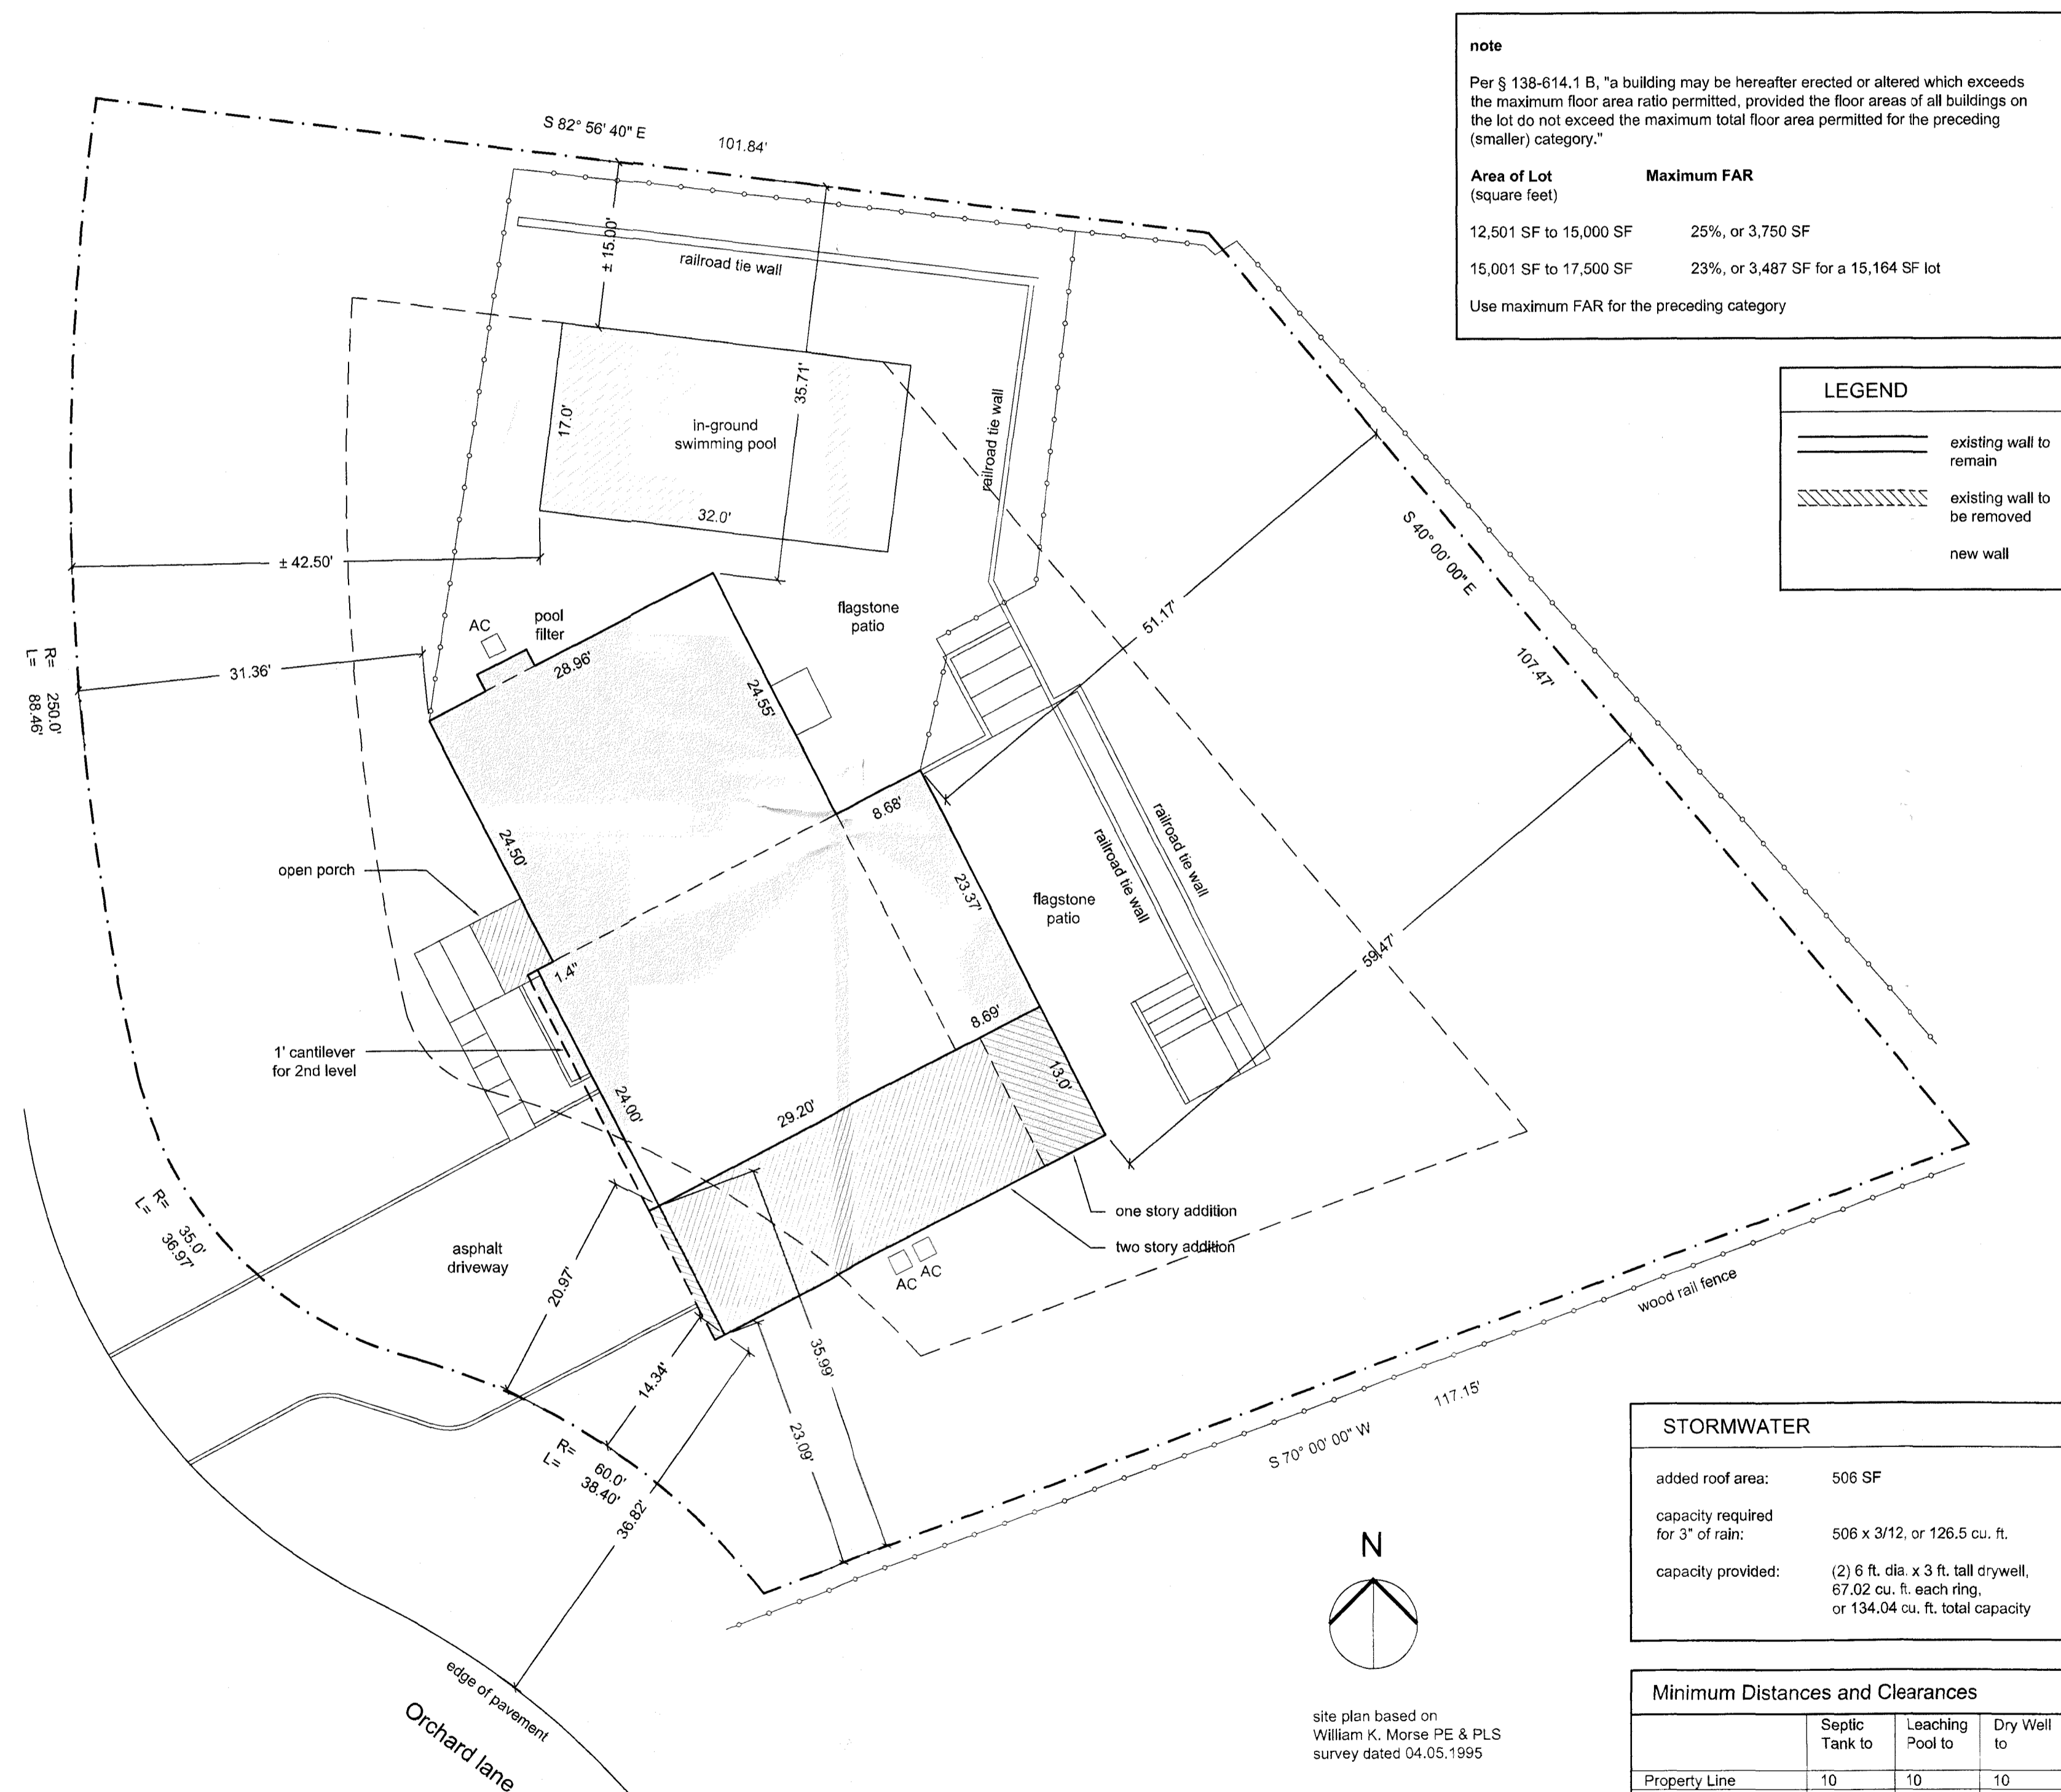 note
Per § 138-614.1 B, "a building may be hereafter erected or altered which exceeds
the maximum floor area ratio permitted, provided the floor areas of all buildings on
the lot do not exceed the maximum total floor area permitted for the preceding
(smaller) category."
Area of Lot Maximum FAR
(square feet)
12,501 SF to 15,000 SF 25%, or 3,750 SF
15,001 SF to 17,500 SF 23%, or 3,487 SF for a 15,164 SF lot
Use maximum FAR for the preceding category
LEGEND
existing wall to
remain
existing wall to
be removed
new wall
S 82° 56' 40" E
101.84'
± 15.00'
railroad tie wall
35.71'
17.0'
in-ground
swimming pool
32.0'
railroad tie wall
± 42.50'
S 40° 00' 00" E
107.47'
51.17'
AC
pool
filter
flagstone
patio
R= 250.0'
L= 88.46'
31.36'
28.96'
24.55'
8.68'
24.50'
open porch
23.37'
flagstone
patio
railroad tie wall
railroad tie wall
59.47'
1.4"
8.69'
1' cantilever
for 2nd level
24.00'
29.20'
13.0'
one story addition
two story addition
AC
AC
R= 35.0'
L= 36.97'
asphalt
driveway
20.97'
14.34'
35.99'
23.09'
R= 60.0'
L= 38.40'
36.82'
wood rail fence
117.15'
S 70° 00' 00" W
edge of pavement
Orchard lane
N
site plan based on
William K. Morse PE & PLS
survey dated 04.05.1995
STORMWATER
added roof area: 506 SF
capacity required
for 3" of rain: 506 x 3/12, or 126.5 cu. ft.
capacity provided: (2) 6 ft. dia. x 3 ft. tall drywell,
67.02 cu. ft. each ring,
or 134.04 cu. ft. total capacity
Minimum Distances and Clearances
Septic Leaching Dry Well
Tank to Pool to to
Property Line 10 10 10